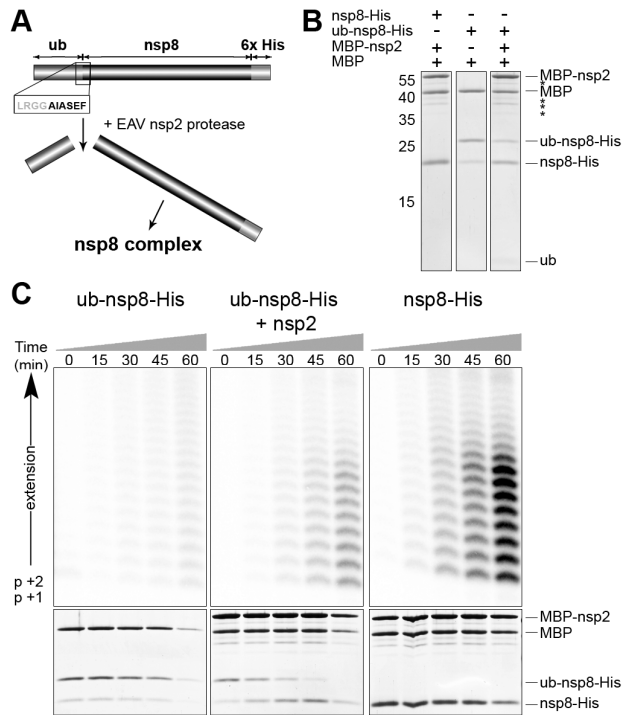 A
ub nsp8 6x His
LRGGAIASEF
+ EAV nsp2 protease
nsp8 complex
B
nsp8-His + - -
ub-nsp8-His - + +
MBP-nsp2 + - +
MBP + + +
55 MBP-nsp2
*
40 MBP
35 *
*
*
25 ub-nsp8-His
nsp8-His
15
ub
C
ub-nsp8-His ub-nsp8-His + nsp2 nsp8-His
Time (min) 0 15 30 45 60 0 15 30 45 60 0 15 30 45 60
extension
p +2
p +1
MBP-nsp2
MBP
ub-nsp8-His
nsp8-His